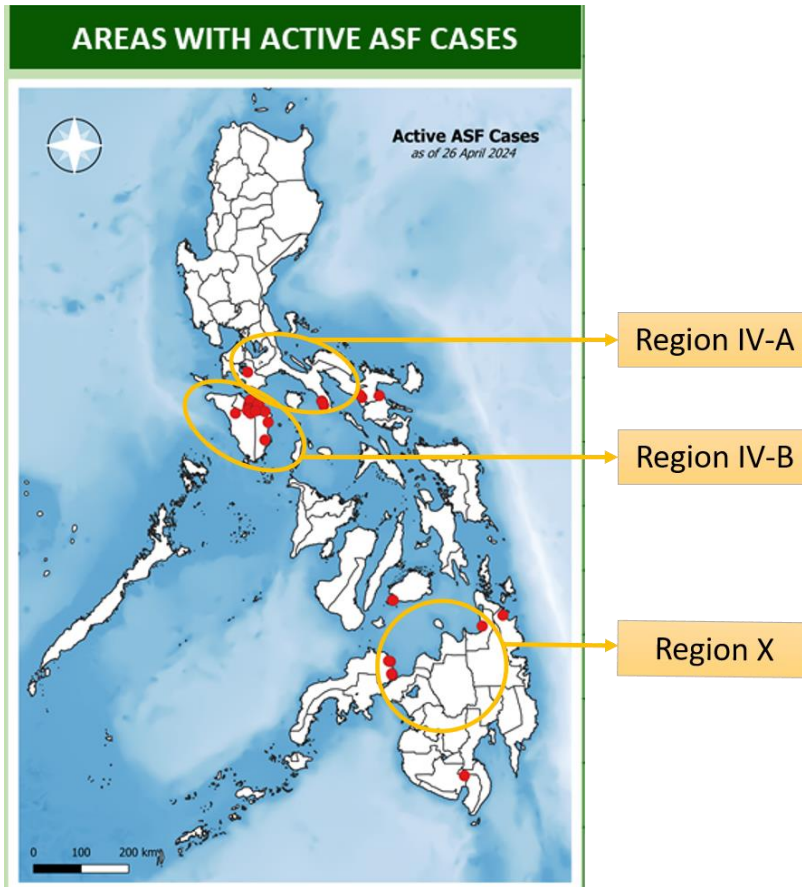 AREAS WITH ACTIVE ASF CASES
Active ASF Cases
as of 26 April 2024
Region IV-A
Region IV-B
Region X
0 100 200 km